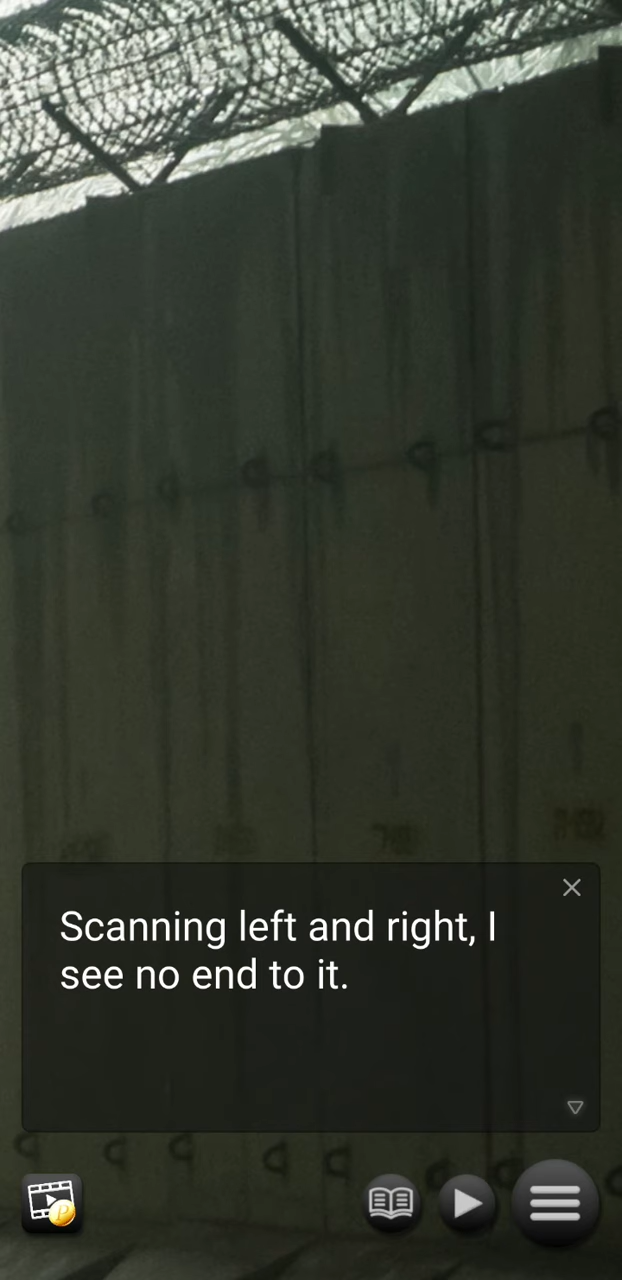 Scanning left and right, I
see no end to it.